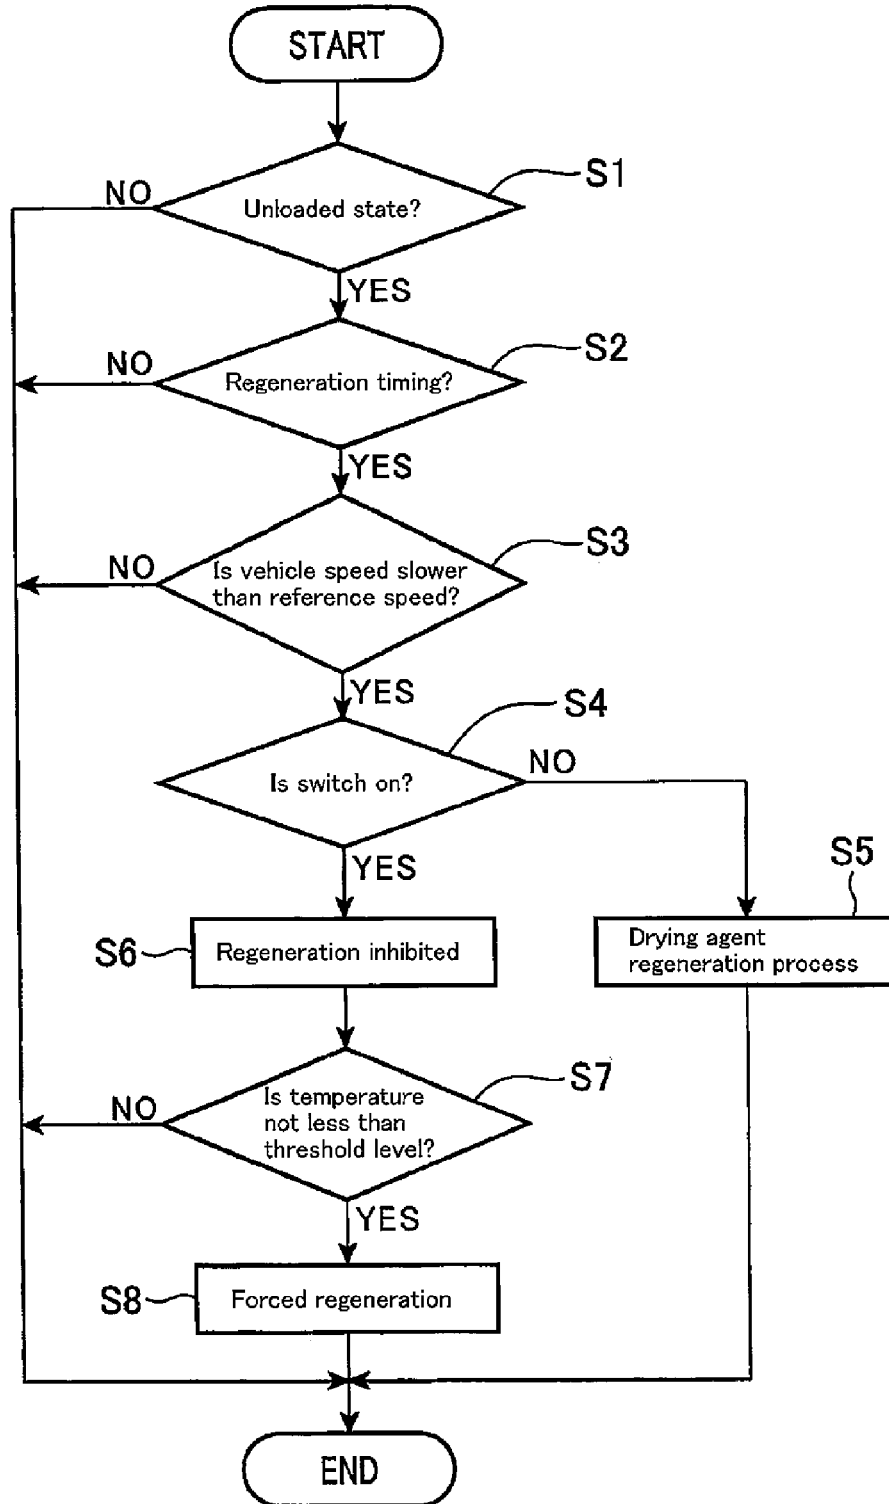 START
S1
NO
Unloaded state?
YES
S2
NO
Regeneration timing?
YES
S3
NO
Is vehicle speed slower
than reference speed?
YES
S4
NO
Is switch on?
YES
S5
S6
Regeneration inhibited
Drying agent
regeneration process
S7
NO
Is temperature
not less than
threshold level?
YES
S8
Forced regeneration
END